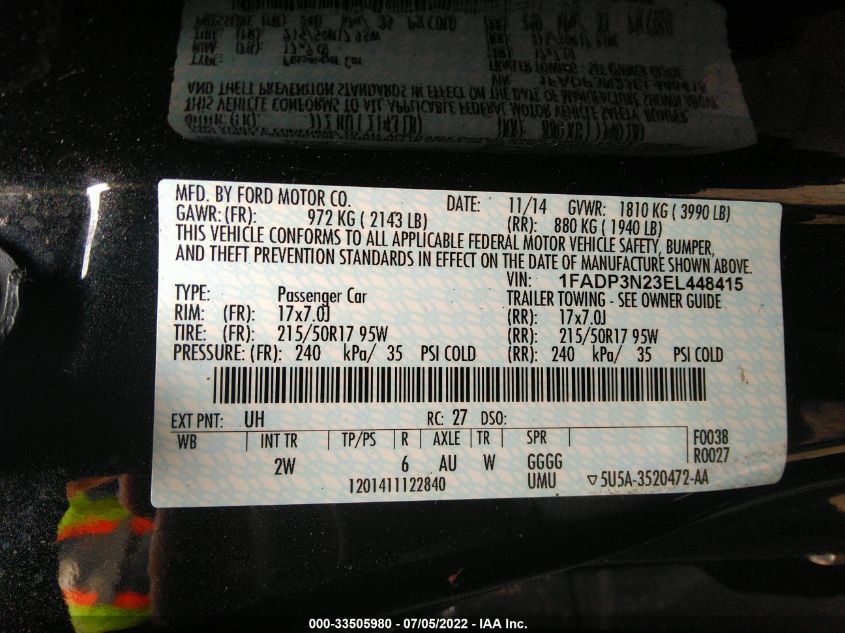 MFD. BY FORD MOTOR CO. DATE: 11/14 GVWR: 1810 KG ( 3990 LB)
GAWR: (FR): 972 KG ( 2143 LB) (RR): 880 KG ( 1940 LB)
THIS VEHICLE CONFORMS TO ALL APPLICABLE FEDERAL MOTOR VEHICLE SAFETY, BUMPER,
AND THEFT PREVENTION STANDARDS IN EFFECT ON THE DATE OF MANUFACTURE SHOWN ABOVE.
VIN: 1FADP3N23EL448415
TYPE: Passenger Car TRAILER TOWING - SEE OWNER GUIDE
RIM: (FR): 17x7.0J (RR): 17x7.0J
TIRE: (FR): 215/50R17 95W (RR): 215/50R17 95W
PRESSURE: (FR): 240 kPa/ 35 PSI COLD (RR): 240 kPa/ 35 PSI COLD
EXT PNT: UH RC: 27 DSO:
WB INT TR TP/PS R AXLE TR SPR F0038
2W 6 AU W GGGG R0027
1201411122840 UMU ▽5U5A-3520472-AA
000-33505980 - 07/05/2022 - IAA Inc.